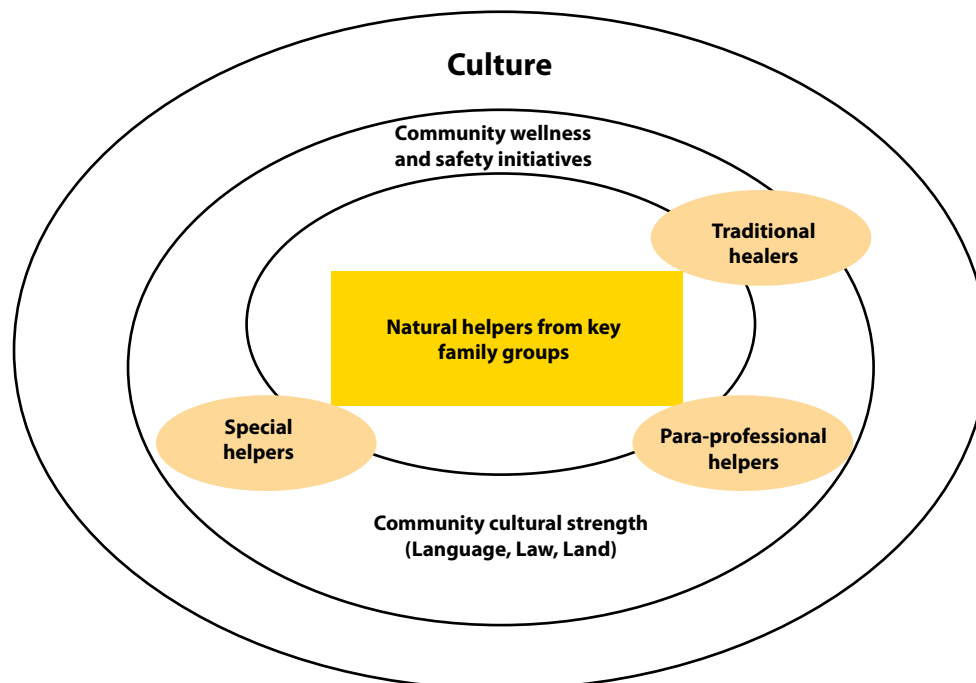 Culture
Community wellness
and safety initiatives
Traditional
healers
Natural helpers from key
family groups
Special
helpers
Para-professional
helpers
Community cultural strength
(Language, Law, Land)